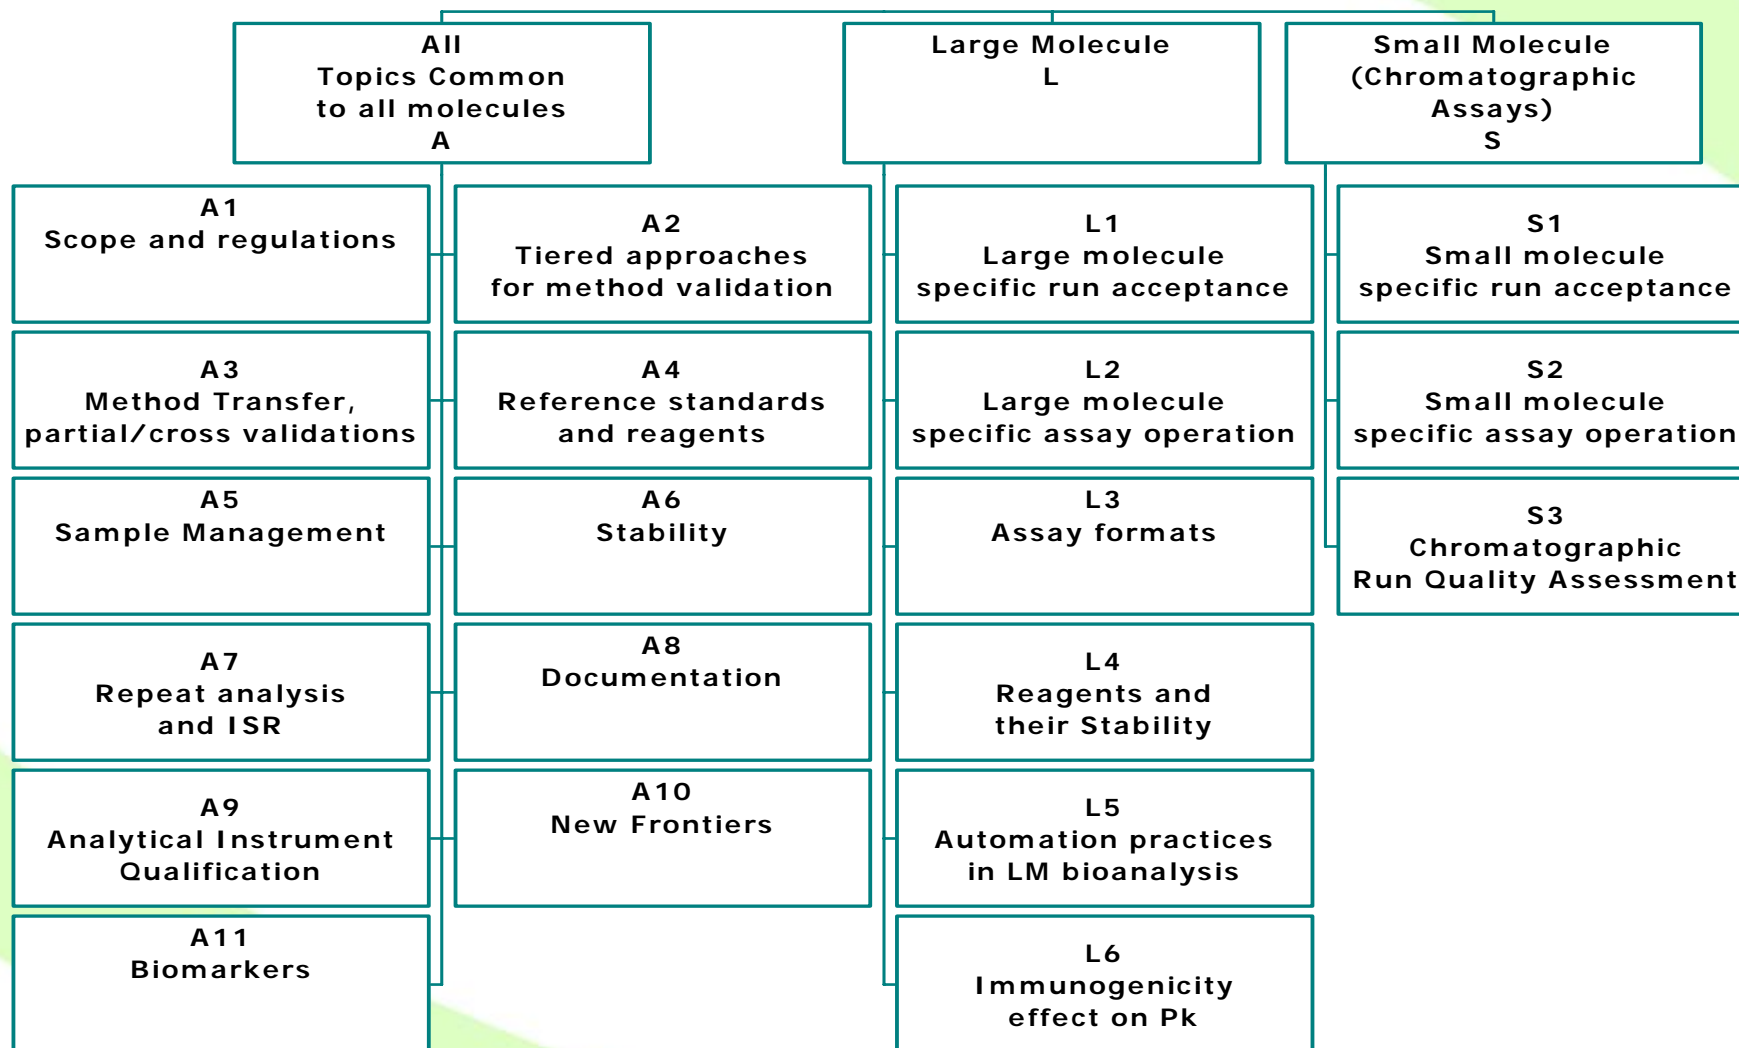 All
Topics Common
to all molecules
A
Large Molecule
L
Small Molecule
(Chromatographic
Assays)
S
A1
Scope and regulations
A2
Tiered approaches
for method validation
L1
Large molecule
specific run acceptance
S1
Small molecule
specific run acceptance
A3
Method Transfer,
partial/cross validations
A4
Reference standards
and reagents
L2
Large molecule
specific assay operation
S2
Small molecule
specific assay operation
A5
Sample Management
A6
Stability
L3
Assay formats
S3
Chromatographic
Run Quality Assessment
A7
Repeat analysis
and ISR
A8
Documentation
L4
Reagents and
their Stability
A9
Analytical Instrument
Qualification
A10
New Frontiers
L5
Automation practices
in LM bioanalysis
A11
Biomarkers
L6
Immunogenicity
effect on Pk